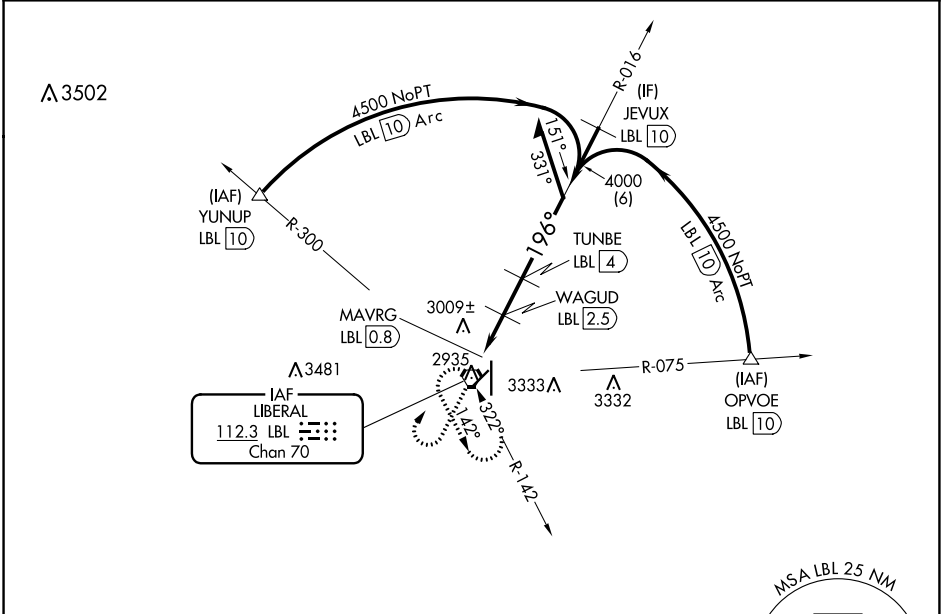 3502
4500 NoPT
LBL 10 Arc
R-016
(IF)
JEVUX
LBL 10
151°
331°
4000
(6)
(IAF)
YUNUP
LBL 10
R-300
196°
TUNBE
LBL 4
4500 NoPT
LBL 10 Arc
WAGUD
LBL 2.5
MAVRG
LBL 0.8
3009±
2935
3481
3333
3332
R-075
(IAF)
OPVOE
LBL 10
IAF
LIBERAL
112.3 LBL
Chan 70
142°
322°
R-142
MSA LBL 25 NM